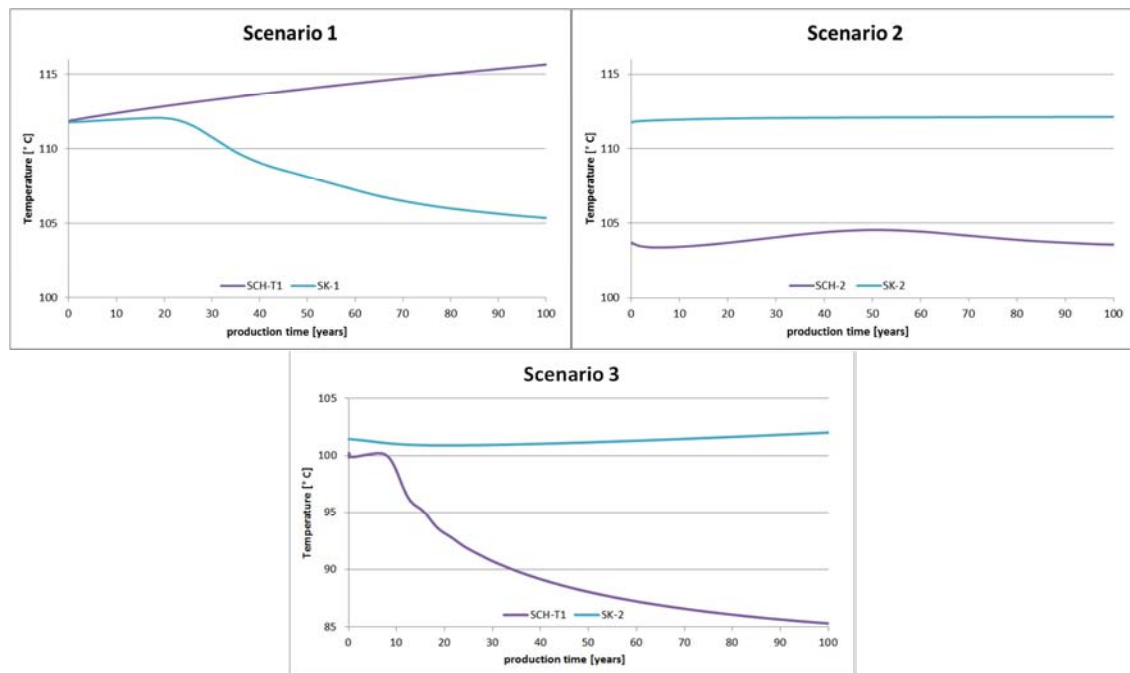 Scenario 1
Temperature [° C]
115
110
105
100
SCH-T1 SK-1
0 10 20 30 40 50 60 70 80 90 100
production time [years]
Scenario 2
Temperature [° C]
115
110
105
100
SCH-2 SK-2
0 10 20 30 40 50 60 70 80 90 100
production time [years]
Scenario 3
Temperature [° C]
105
100
95
90
85
SCH-T1 SK-2
0 10 20 30 40 50 60 70 80 90 100
production time [years]